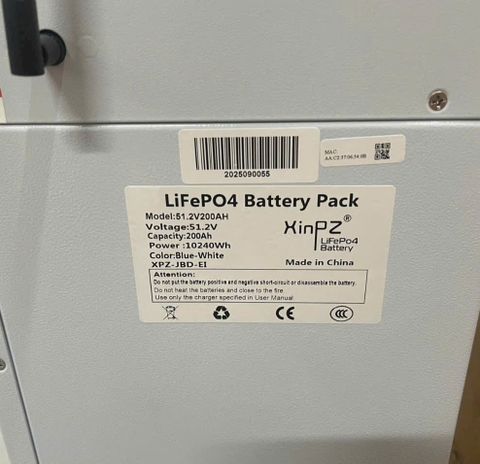 2025090055
MAC:
LiFePO4 Battery Pack
Model:51.2V200AH
Voltage:51.2V
Capacity:200Ah
Power :10240Wh
Color:Blue-White
XPZ-JBD-EI
XinPZ®
LiFePo4
Battery
Made in China
Attention:
Do not put the battery positive and negative short-circuit or disassemble the battery.
Do not heat the batteries and close to the fire.
Use only the charger specified in User Manual
CE
CCC